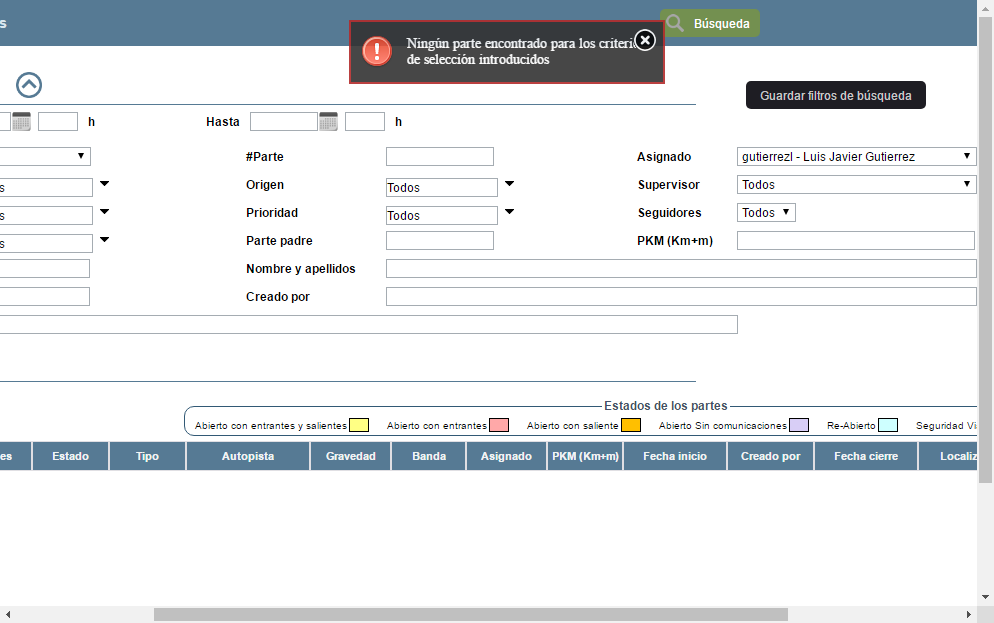 s
Búsqueda
Ningún parte encontrado para los
de selección introducidos
Guardar filtros de búsqueda
h
Hasta
h
#Parte
Asignado
gutierrezl - Luis Javier Gutierrez
s
Origen
Todos
Supervisor
Todos
s
Prioridad
Todos
Seguidores
Todos
s
Parte padre
PKM (Km+m)
Nombre y apellidos
Creado por
Estados de los partes
Abierto con entrantes y salientes
Abierto con entrantes
Abierto con saliente
Abierto Sin comunicaciones
Re-Abierto
Seguridad
es
Estado
Tipo
Autopista
Gravedad
Banda
Asignado
PKM (Km+m)
Fecha inicio
Creado por
Fecha cierre
Localiz